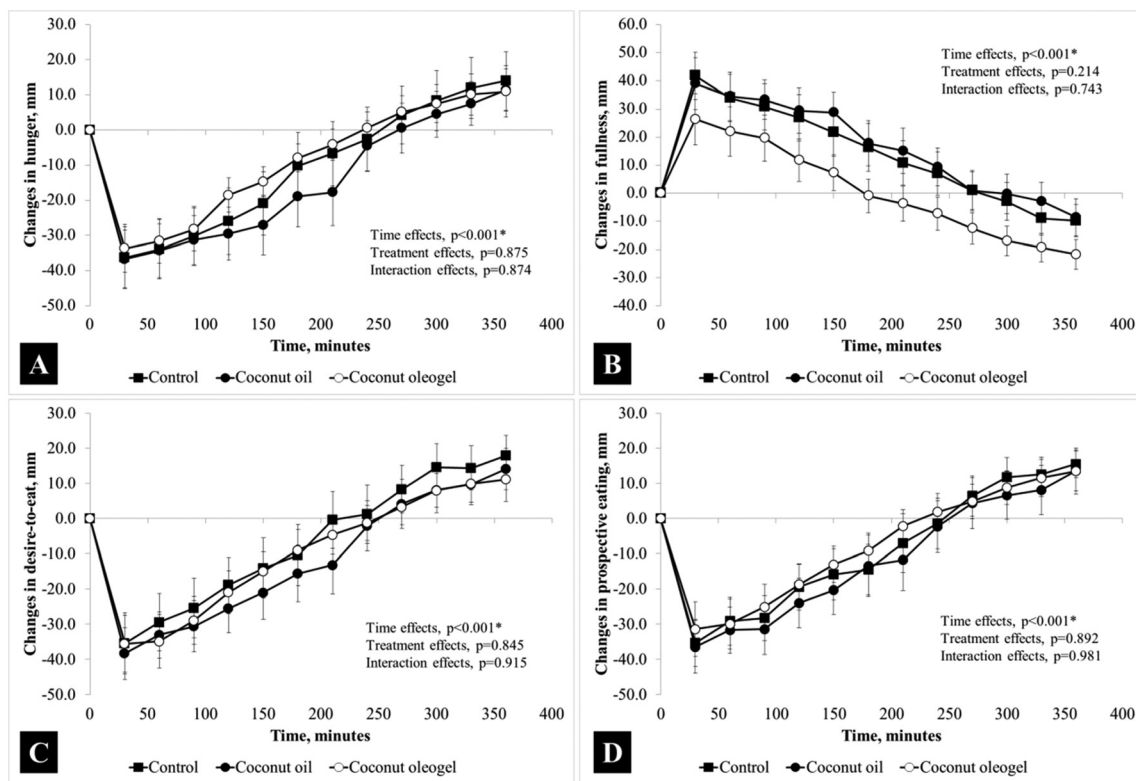 30.0
20.0
10.0
0.0
-10.0
-20.0
-30.0
-40.0
-50.0
Changes in hunger, mm
Time effects, p<0.001*
Treatment effects, p=0.875
Interaction effects, p=0.874
0 50 100 150 200 250 300 350 400
Time, minutes
A
Control Coconut oil Coconut oleogel
60.0
50.0
40.0
30.0
20.0
10.0
0.0
-10.0
-20.0
-30.0
-40.0
Changes in fullness, mm
Time effects, p<0.001*
Treatment effects, p=0.214
Interaction effects, p=0.743
0 50 100 150 200 250 300 350 400
Time, minutes
B
Control Coconut oil Coconut oleogel
30.0
20.0
10.0
0.0
-10.0
-20.0
-30.0
-40.0
-50.0
Changes in desire-to-eat, mm
Time effects, p<0.001*
Treatment effects, p=0.845
Interaction effects, p=0.915
0 50 100 150 200 250 300 350 400
Time, minutes
C
Control Coconut oil Coconut oleogel
30.0
20.0
10.0
0.0
-10.0
-20.0
-30.0
-40.0
-50.0
Changes in prospective eating, mm
Time effects, p<0.001*
Treatment effects, p=0.892
Interaction effects, p=0.981
0 50 100 150 200 250 300 350 400
Time, minutes
D
Control Coconut oil Coconut oleogel